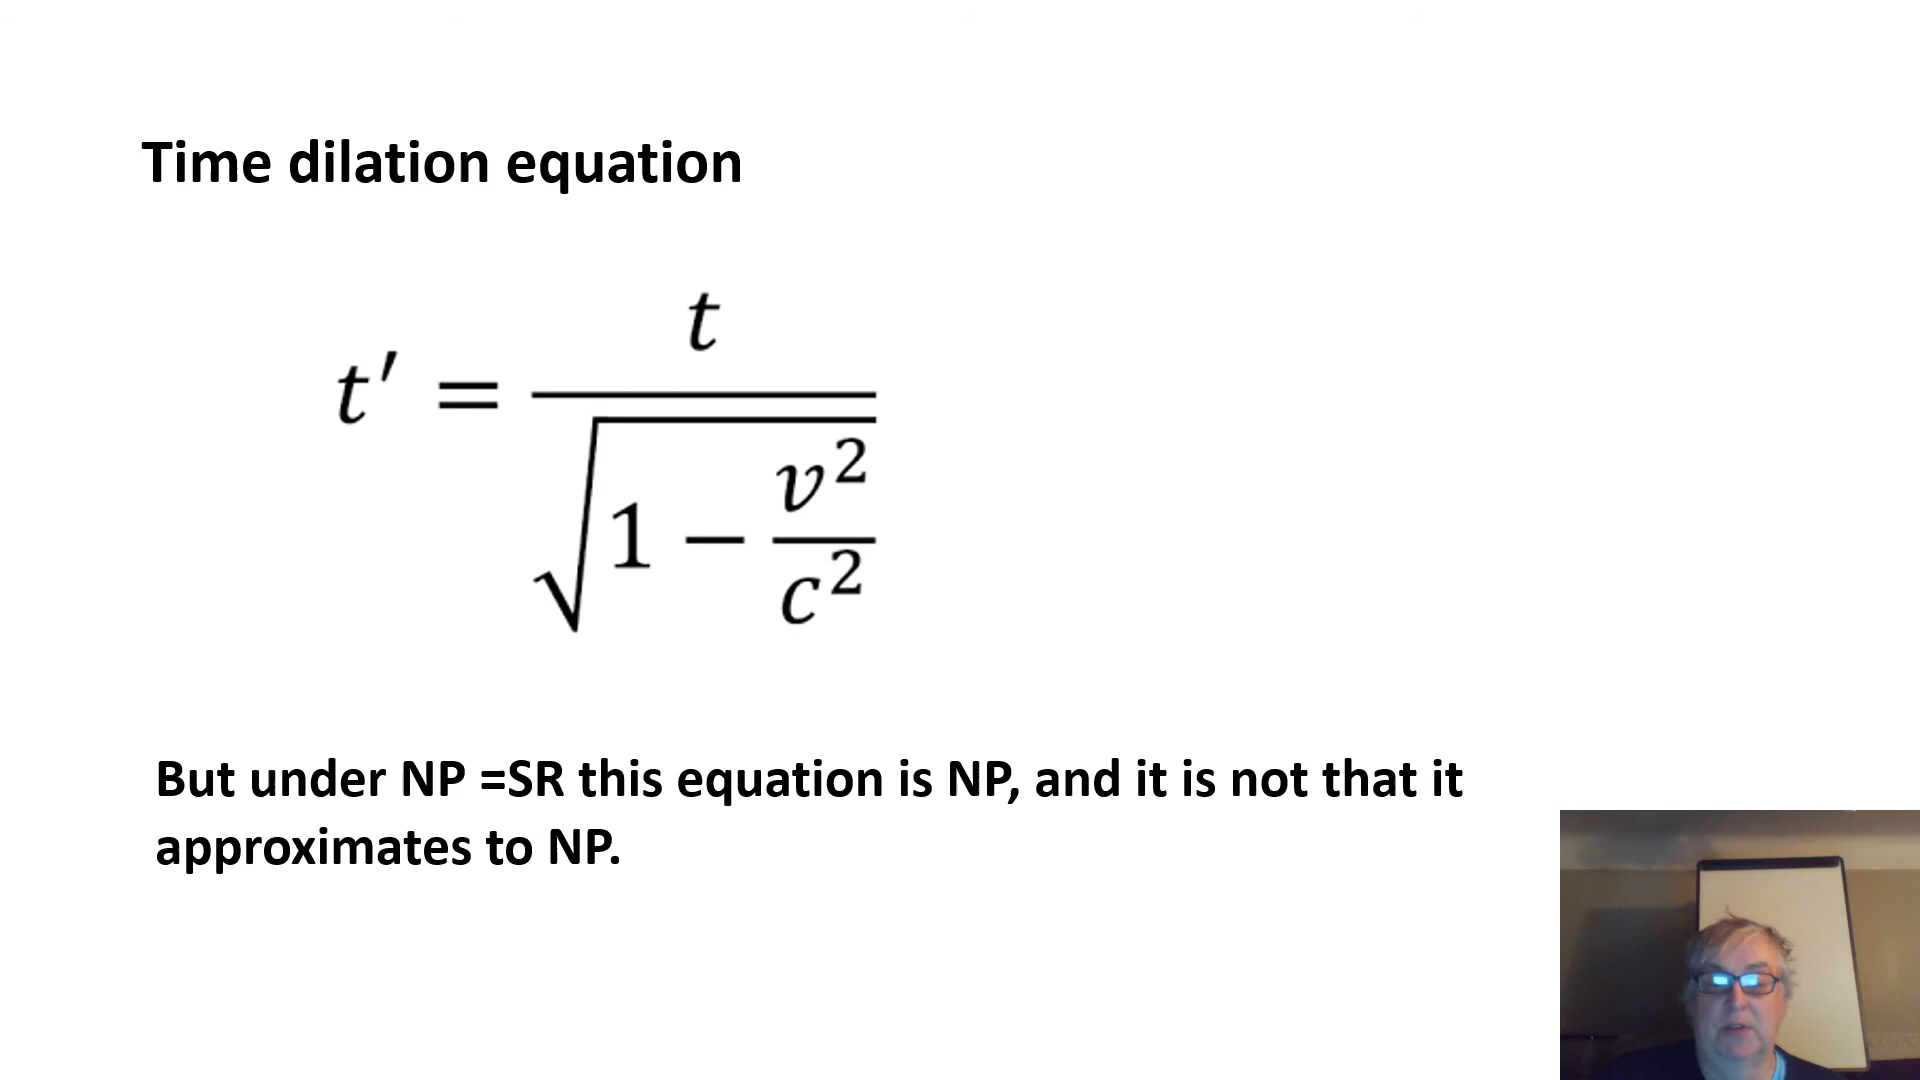 Time dilation equation
t′ = t / √(1 − v²/c²)
But under NP =SR this equation is NP, and it is not that it
approximates to NP.